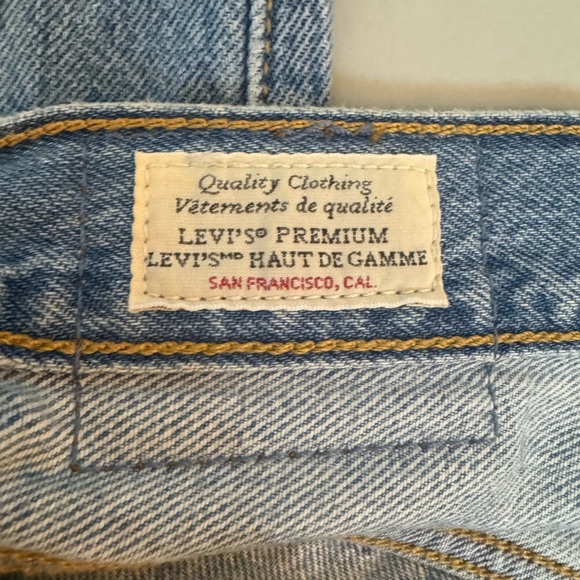 Quality Clothing
Vêtements de qualité
LEVI'S® PREMIUM
LEVI'Sᴹᴰ HAUT DE GAMME
SAN FRANCISCO, CAL.